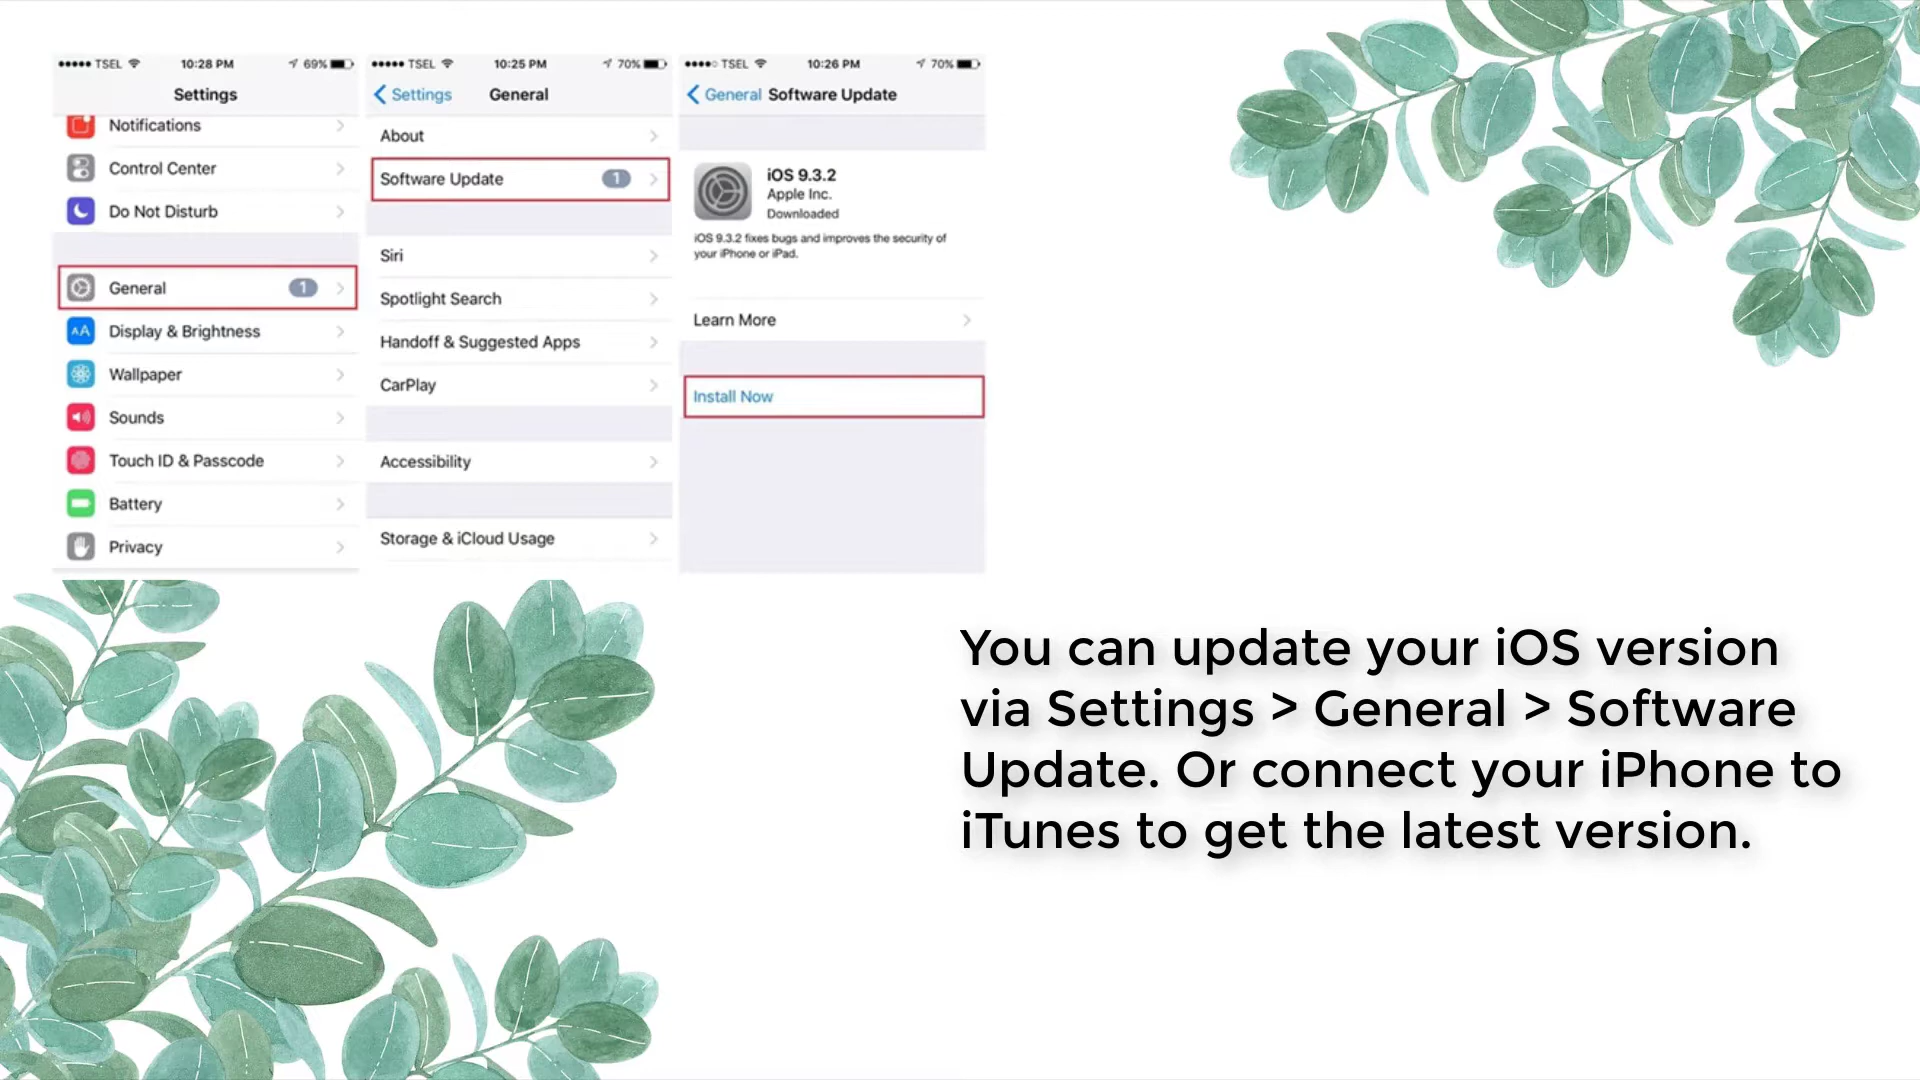 TSEL 10:28 PM 69%
Settings
Notifications
Control Center
Do Not Disturb
General 1
Display & Brightness
AA
Wallpaper
Sounds
Touch ID & Passcode
Battery
Privacy
TSEL 10:25 PM 70%
Settings General
About
Software Update 1
Siri
Spotlight Search
Handoff & Suggested Apps
CarPlay
Accessibility
Storage & iCloud Usage
TSEL 10:26 PM 70%
General Software Update
iOS 9.3.2
Apple Inc.
Downloaded
iOS 9.3.2 fixes bugs and improves the security of
your iPhone or iPad.
Learn More
Install Now
You can update your iOS version
via Settings > General > Software
Update. Or connect your iPhone to
iTunes to get the latest version.